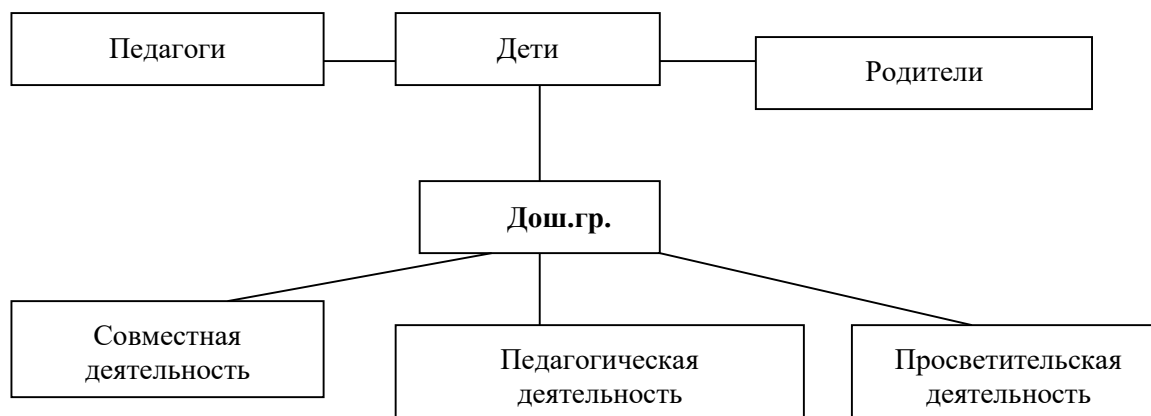 Педагоги
Дети
Родители
Дош.гр.
Совместная
деятельность
Педагогическая
деятельность
Просветительская
деятельность